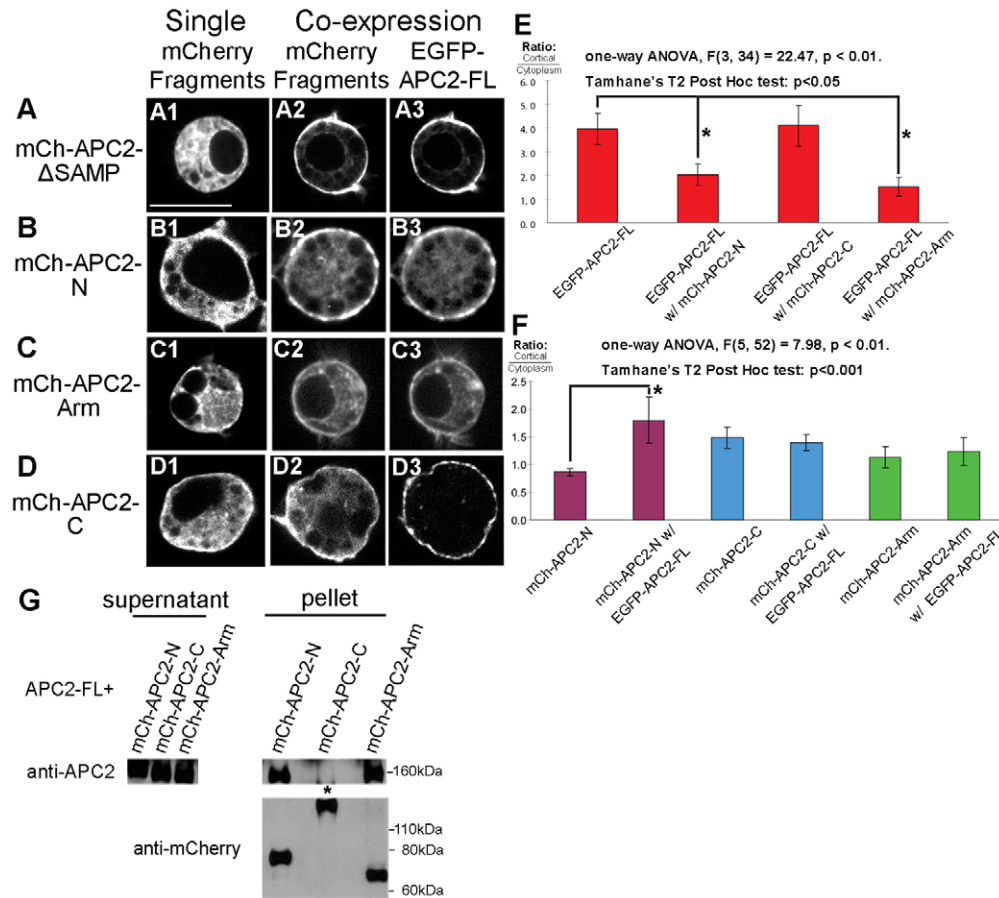 Single
Co-expression
mCherry Fragments
mCherry Fragments
EGFP-APC2-FL
A
mCh-APC2-ΔSAMP
A1
A2
A3
B
mCh-APC2-N
B1
B2
B3
C
mCh-APC2-Arm
C1
C2
C3
D
mCh-APC2-C
D1
D2
D3
E
Ratio:
Cortical
Cytoplasm
one-way ANOVA, F(3, 34) = 22.47, p < 0.01.
Tamhane's T2 Post Hoc test: p<0.05
6.0
5.0
4.0
3.0
2.0
1.0
0.0
*
*
EGFP-APC2-FL
EGFP-APC2-FL w/ mCh-APC2-N
EGFP-APC2-FL w/ mCh-APC2-C
EGFP-APC2-FL w/ mCh-APC2-Arm
F
Ratio:
Cortical
Cytoplasm
one-way ANOVA, F(5, 52) = 7.98, p < 0.01.
Tamhane's T2 Post Hoc test: p<0.001
2.5
2.0
1.5
1.0
0.5
0.0
*
mCh-APC2-N
mCh-APC2-N w/ EGFP-APC2-FL
mCh-APC2-C
mCh-APC2-C w/ EGFP-APC2-FL
mCh-APC2-Arm
mCh-APC2-Arm w/ EGFP-APC2-FL
G
supernatant
pellet
APC2-FL+
mCh-APC2-N
mCh-APC2-C
mCh-APC2-Arm
mCh-APC2-N
mCh-APC2-C
mCh-APC2-Arm
anti-APC2
-160kDa
*
anti-mCherry
-110kDa
-80kDa
60kDa